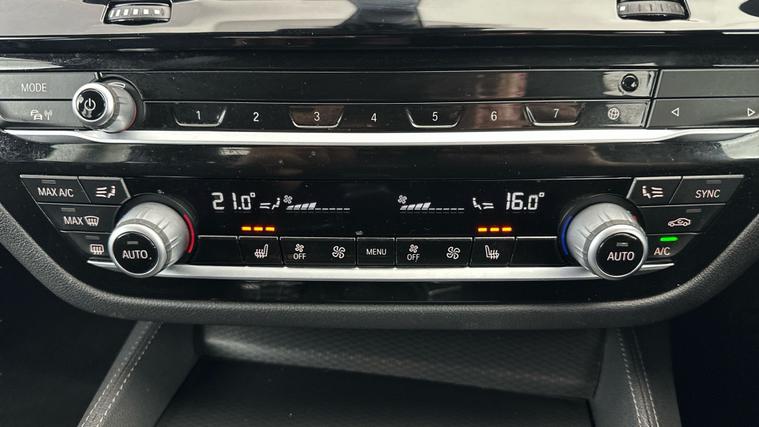 MODE
1 2 3 4 5 6 7
MAX A/C
21.0°
16.0°
SYNC
MAX
AUTO
OFF
MENU
OFF
AUTO
A/C